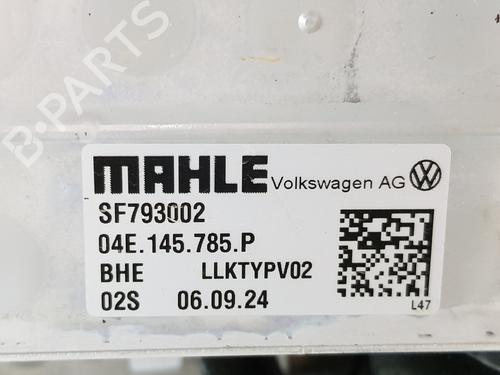 B-PARTS
MAHLE Volkswagen AG
SF793002
04E.145.785.P
BHE LLKTYPV02
02S 06.09.24
L47